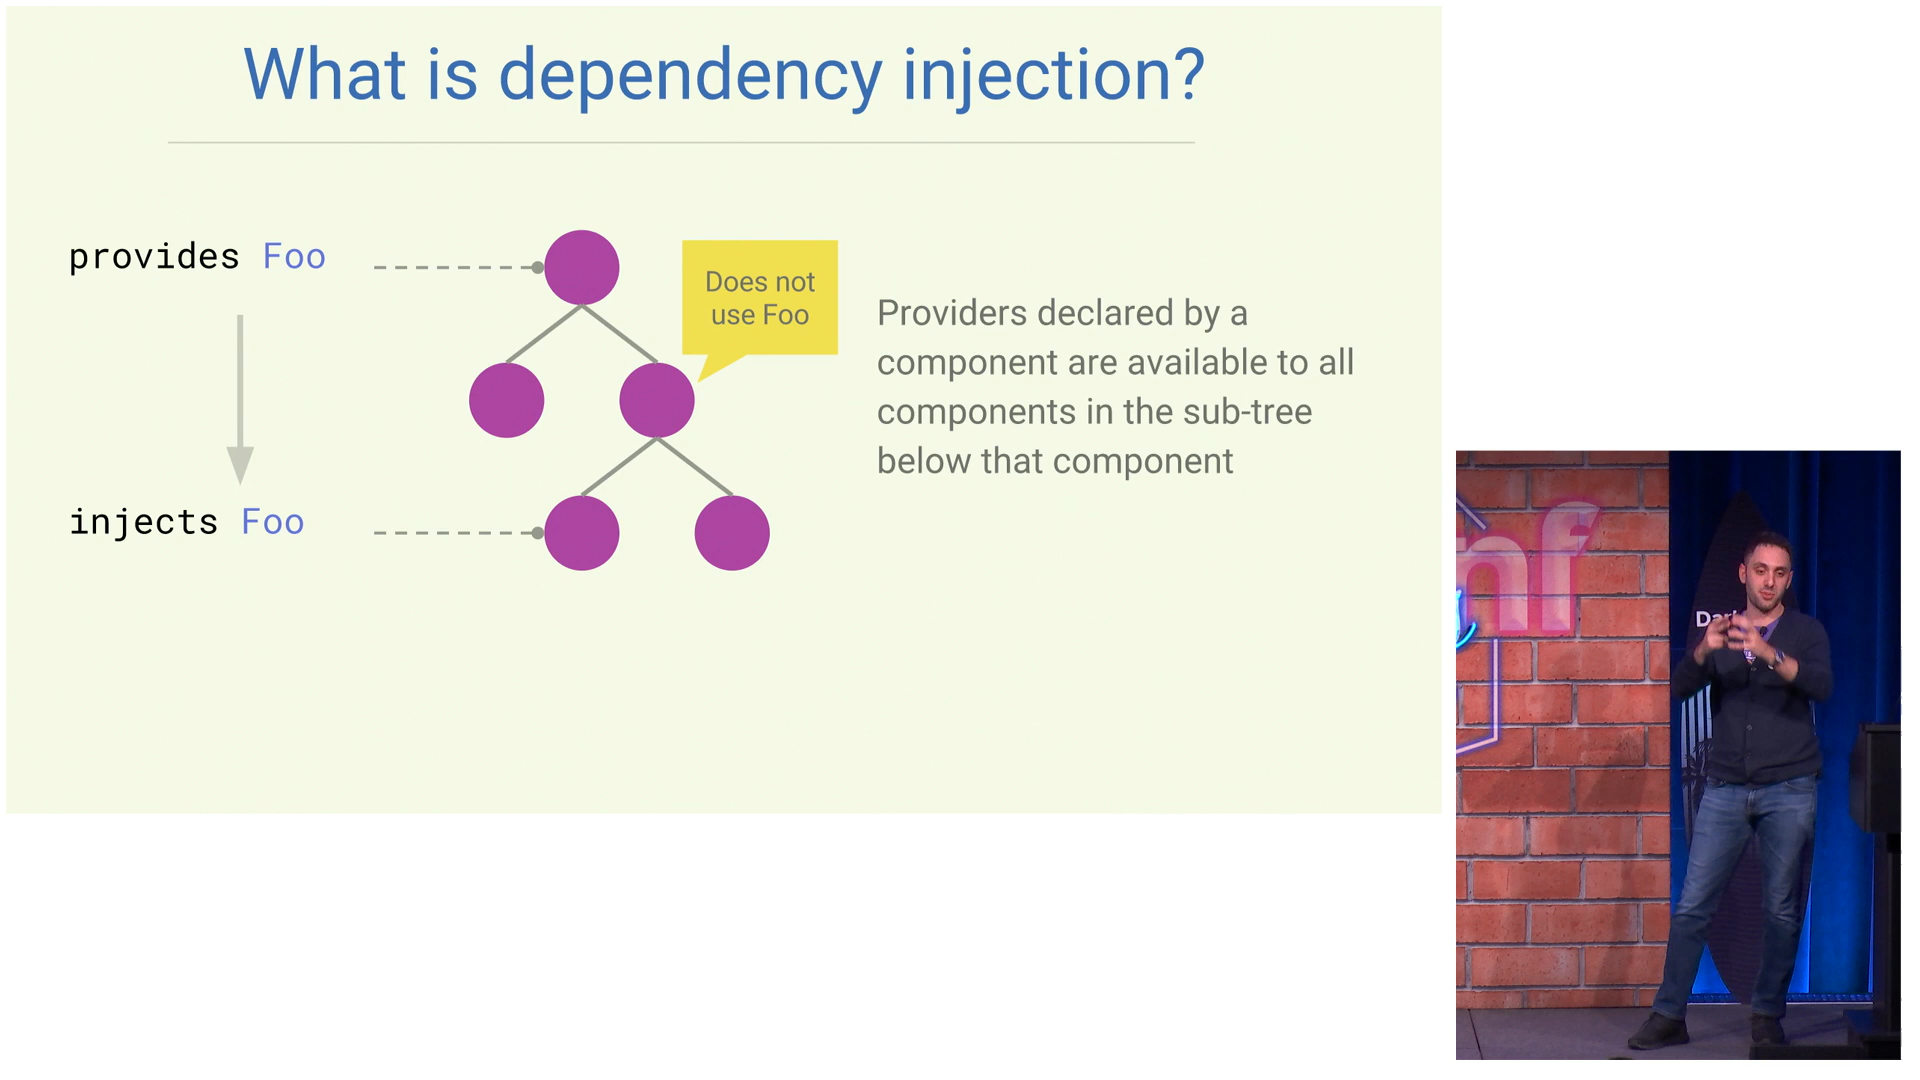 What is dependency injection?
provides Foo
Does not
use Foo
Providers declared by a
component are available to all
components in the sub-tree
below that component
injects Foo
nf